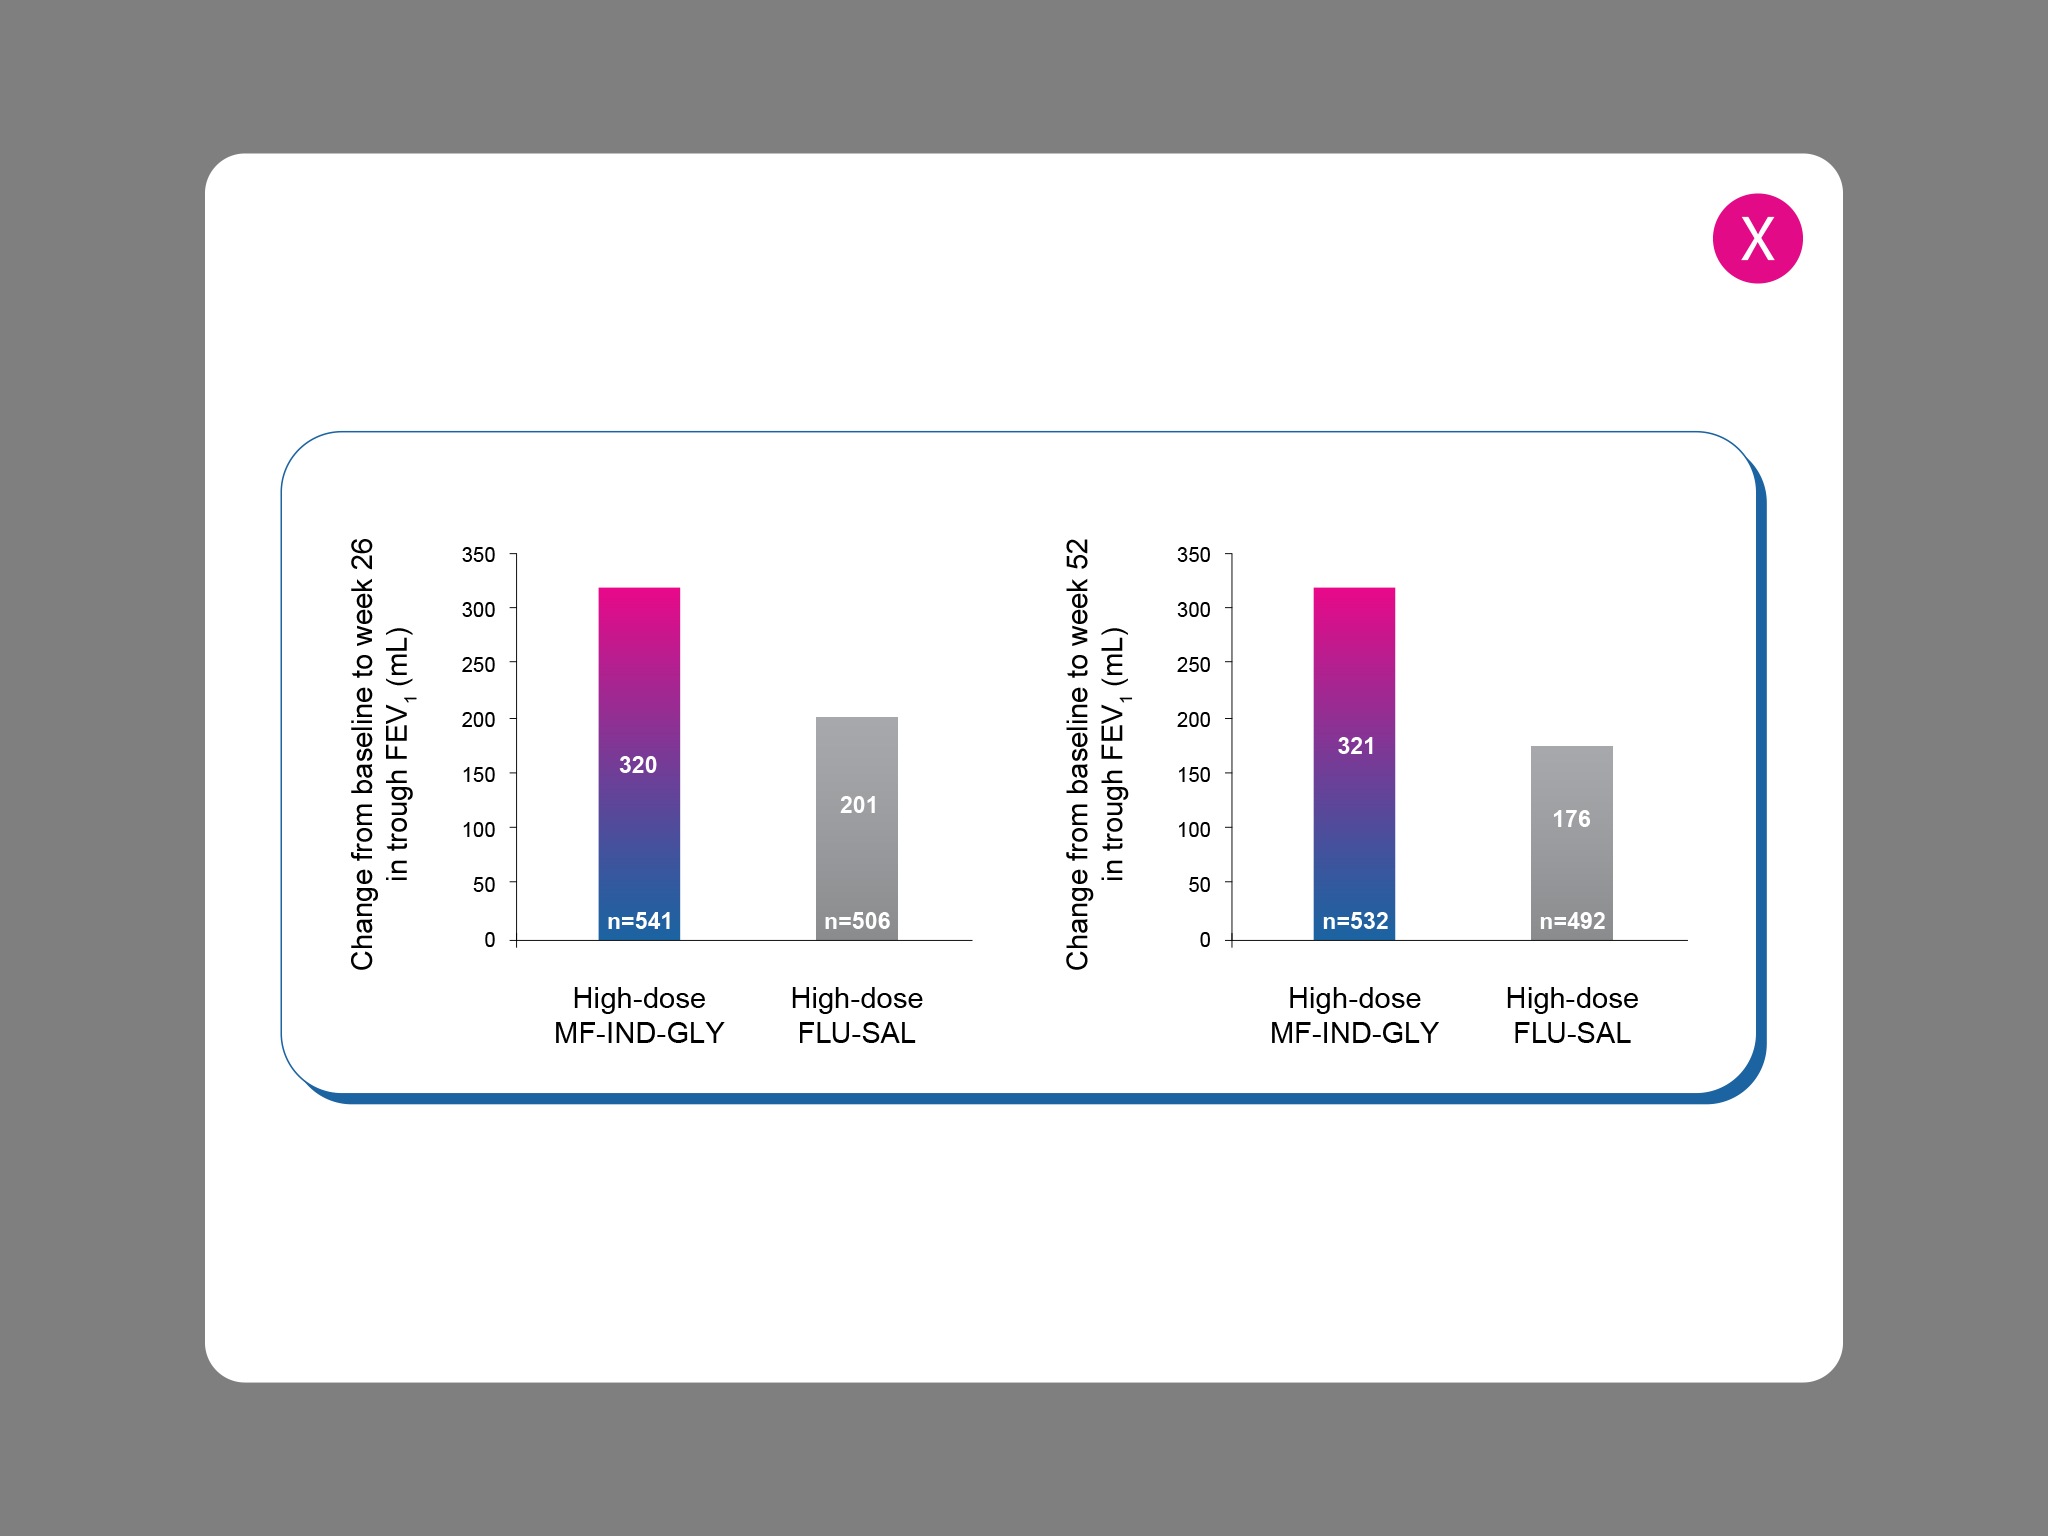 X
Change from baseline to week 26
in trough FEV₁ (mL)
350
300
250
200
150
100
50
0
320
n=541
201
n=506
High-dose
MF-IND-GLY
High-dose
FLU-SAL
Change from baseline to week 52
in trough FEV₁ (mL)
350
300
250
200
150
100
50
0
321
n=532
176
n=492
High-dose
MF-IND-GLY
High-dose
FLU-SAL